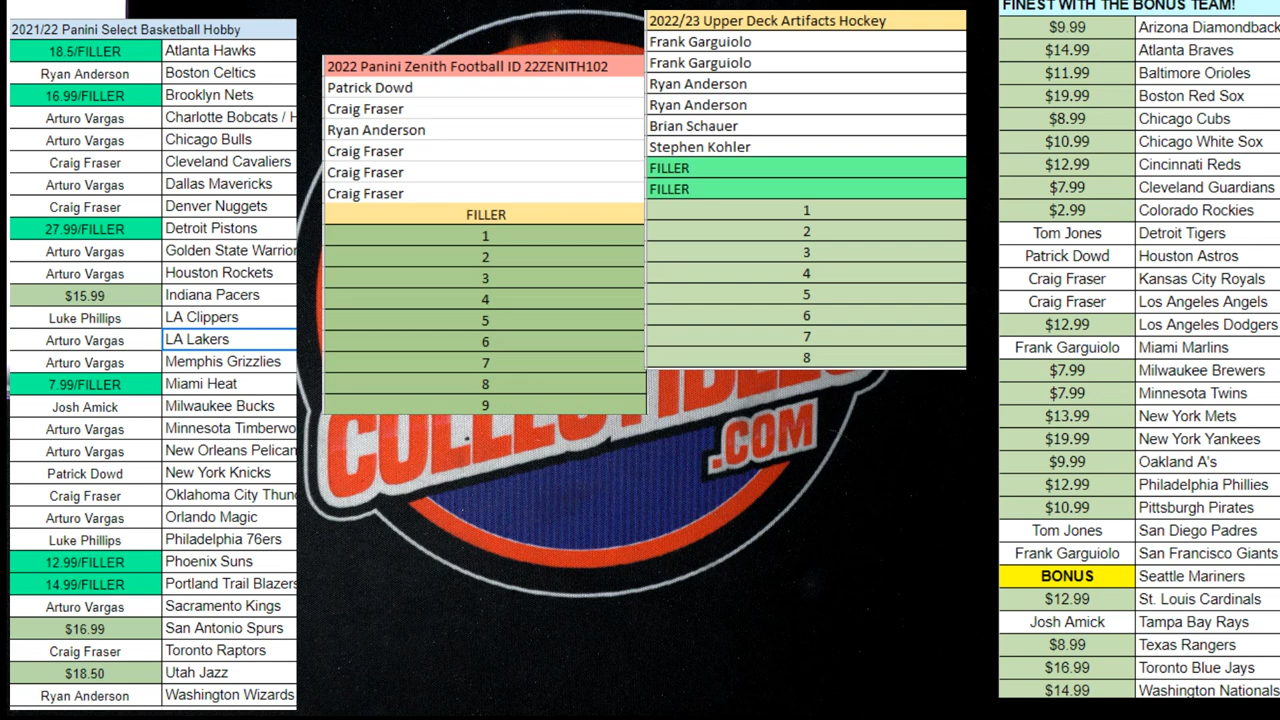 2021/22 Panini Select Basketball Hobby
18.5/FILLER Atlanta Hawks
Ryan Anderson Boston Celtics
16.99/FILLER Brooklyn Nets
Arturo Vargas Charlotte Bobcats / H
Arturo Vargas Chicago Bulls
Craig Fraser Cleveland Cavaliers
Arturo Vargas Dallas Mavericks
Craig Fraser Denver Nuggets
27.99/FILLER Detroit Pistons
Arturo Vargas Golden State Warrior
Arturo Vargas Houston Rockets
$15.99 Indiana Pacers
Luke Phillips LA Clippers
Arturo Vargas LA Lakers
Arturo Vargas Memphis Grizzlies
7.99/FILLER Miami Heat
Josh Amick Milwaukee Bucks
Arturo Vargas Minnesota Timberwo
Arturo Vargas New Orleans Pelican
Patrick Dowd New York Knicks
Craig Fraser Oklahoma City Thun
Arturo Vargas Orlando Magic
Luke Phillips Philadelphia 76ers
12.99/FILLER Phoenix Suns
14.99/FILLER Portland Trail Blazers
Arturo Vargas Sacramento Kings
$16.99 San Antonio Spurs
Craig Fraser Toronto Raptors
$18.50 Utah Jazz
Ryan Anderson Washington Wizards
2022 Panini Zenith Football ID 22ZENITH102
Patrick Dowd
Craig Fraser
Ryan Anderson
Craig Fraser
Craig Fraser
Craig Fraser
FILLER
1
2
3
4
5
6
7
8
9
2022/23 Upper Deck Artifacts Hockey
Frank Garguiolo
Frank Garguiolo
Ryan Anderson
Ryan Anderson
Brian Schauer
Stephen Kohler
FILLER
FILLER
1
2
3
4
5
6
7
8
.COM
FINEST WITH THE BONUS TEAM!
$9.99 Arizona Diamondback
$14.99 Atlanta Braves
$11.99 Baltimore Orioles
$19.99 Boston Red Sox
$8.99 Chicago Cubs
$10.99 Chicago White Sox
$12.99 Cincinnati Reds
$7.99 Cleveland Guardians
$2.99 Colorado Rockies
Tom Jones Detroit Tigers
Patrick Dowd Houston Astros
Craig Fraser Kansas City Royals
Craig Fraser Los Angeles Angels
$12.99 Los Angeles Dodgers
Frank Garguiolo Miami Marlins
$7.99 Milwaukee Brewers
$7.99 Minnesota Twins
$13.99 New York Mets
$19.99 New York Yankees
$9.99 Oakland A's
$12.99 Philadelphia Phillies
$10.99 Pittsburgh Pirates
Tom Jones San Diego Padres
Frank Garguiolo San Francisco Giants
BONUS Seattle Mariners
$12.99 St. Louis Cardinals
Josh Amick Tampa Bay Rays
$8.99 Texas Rangers
$16.99 Toronto Blue Jays
$14.99 Washington Nationals